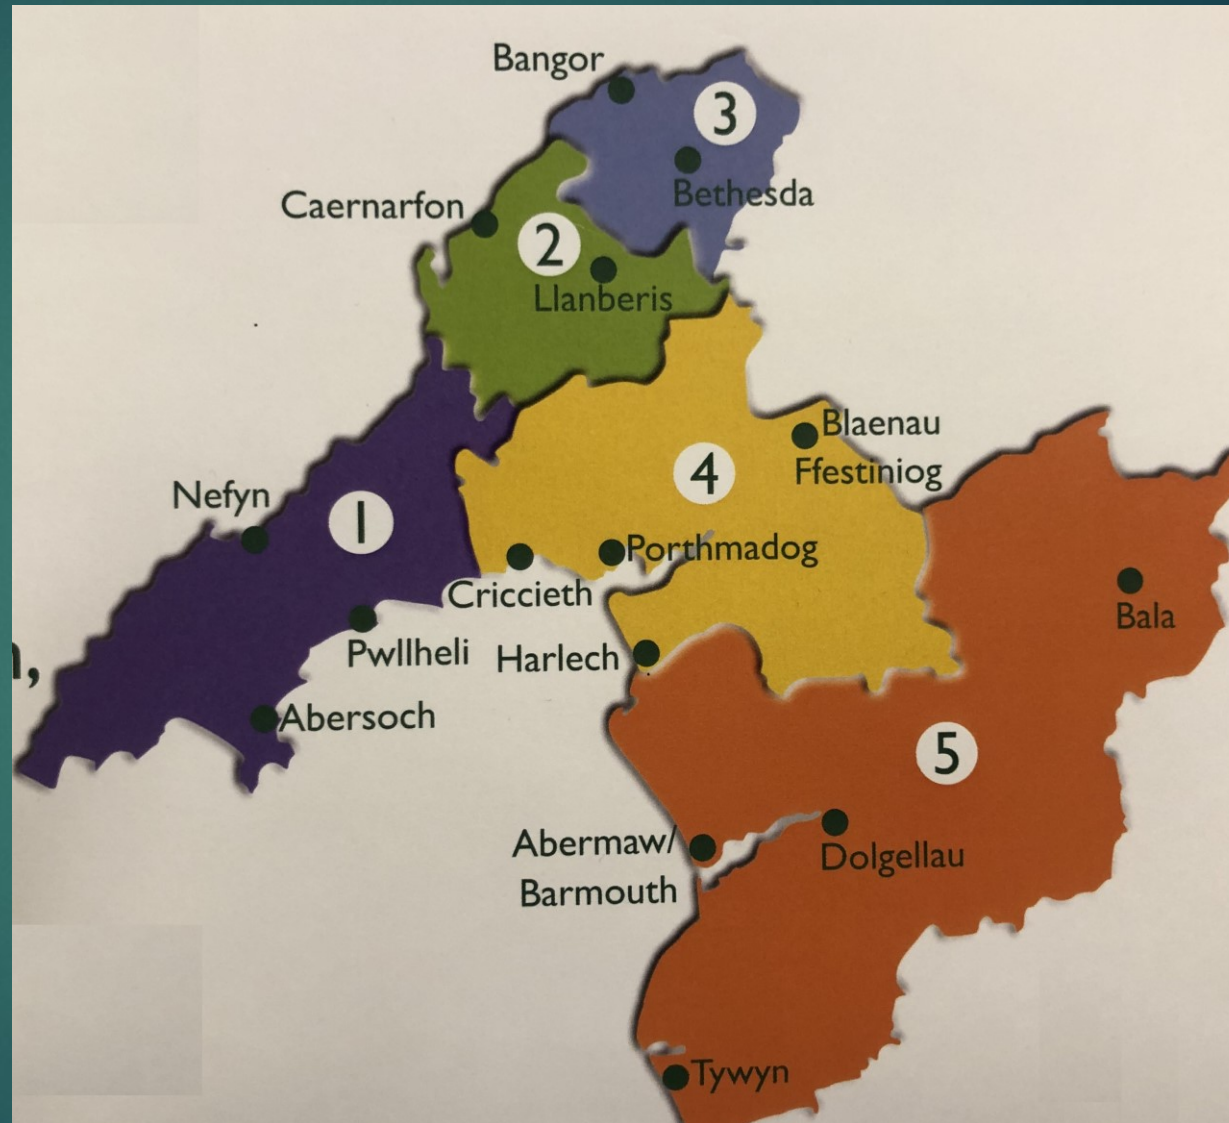 Bangor
3
Bethesda
Caernarfon
2
Llanberis
Blaenau
Ffestiniog
4
Nefyn
1
Porthmadog
Criccieth
Bala
Pwllheli
Harlech
Abersoch
5
Abermaw/
Barmouth
Dolgellau
Tywyn